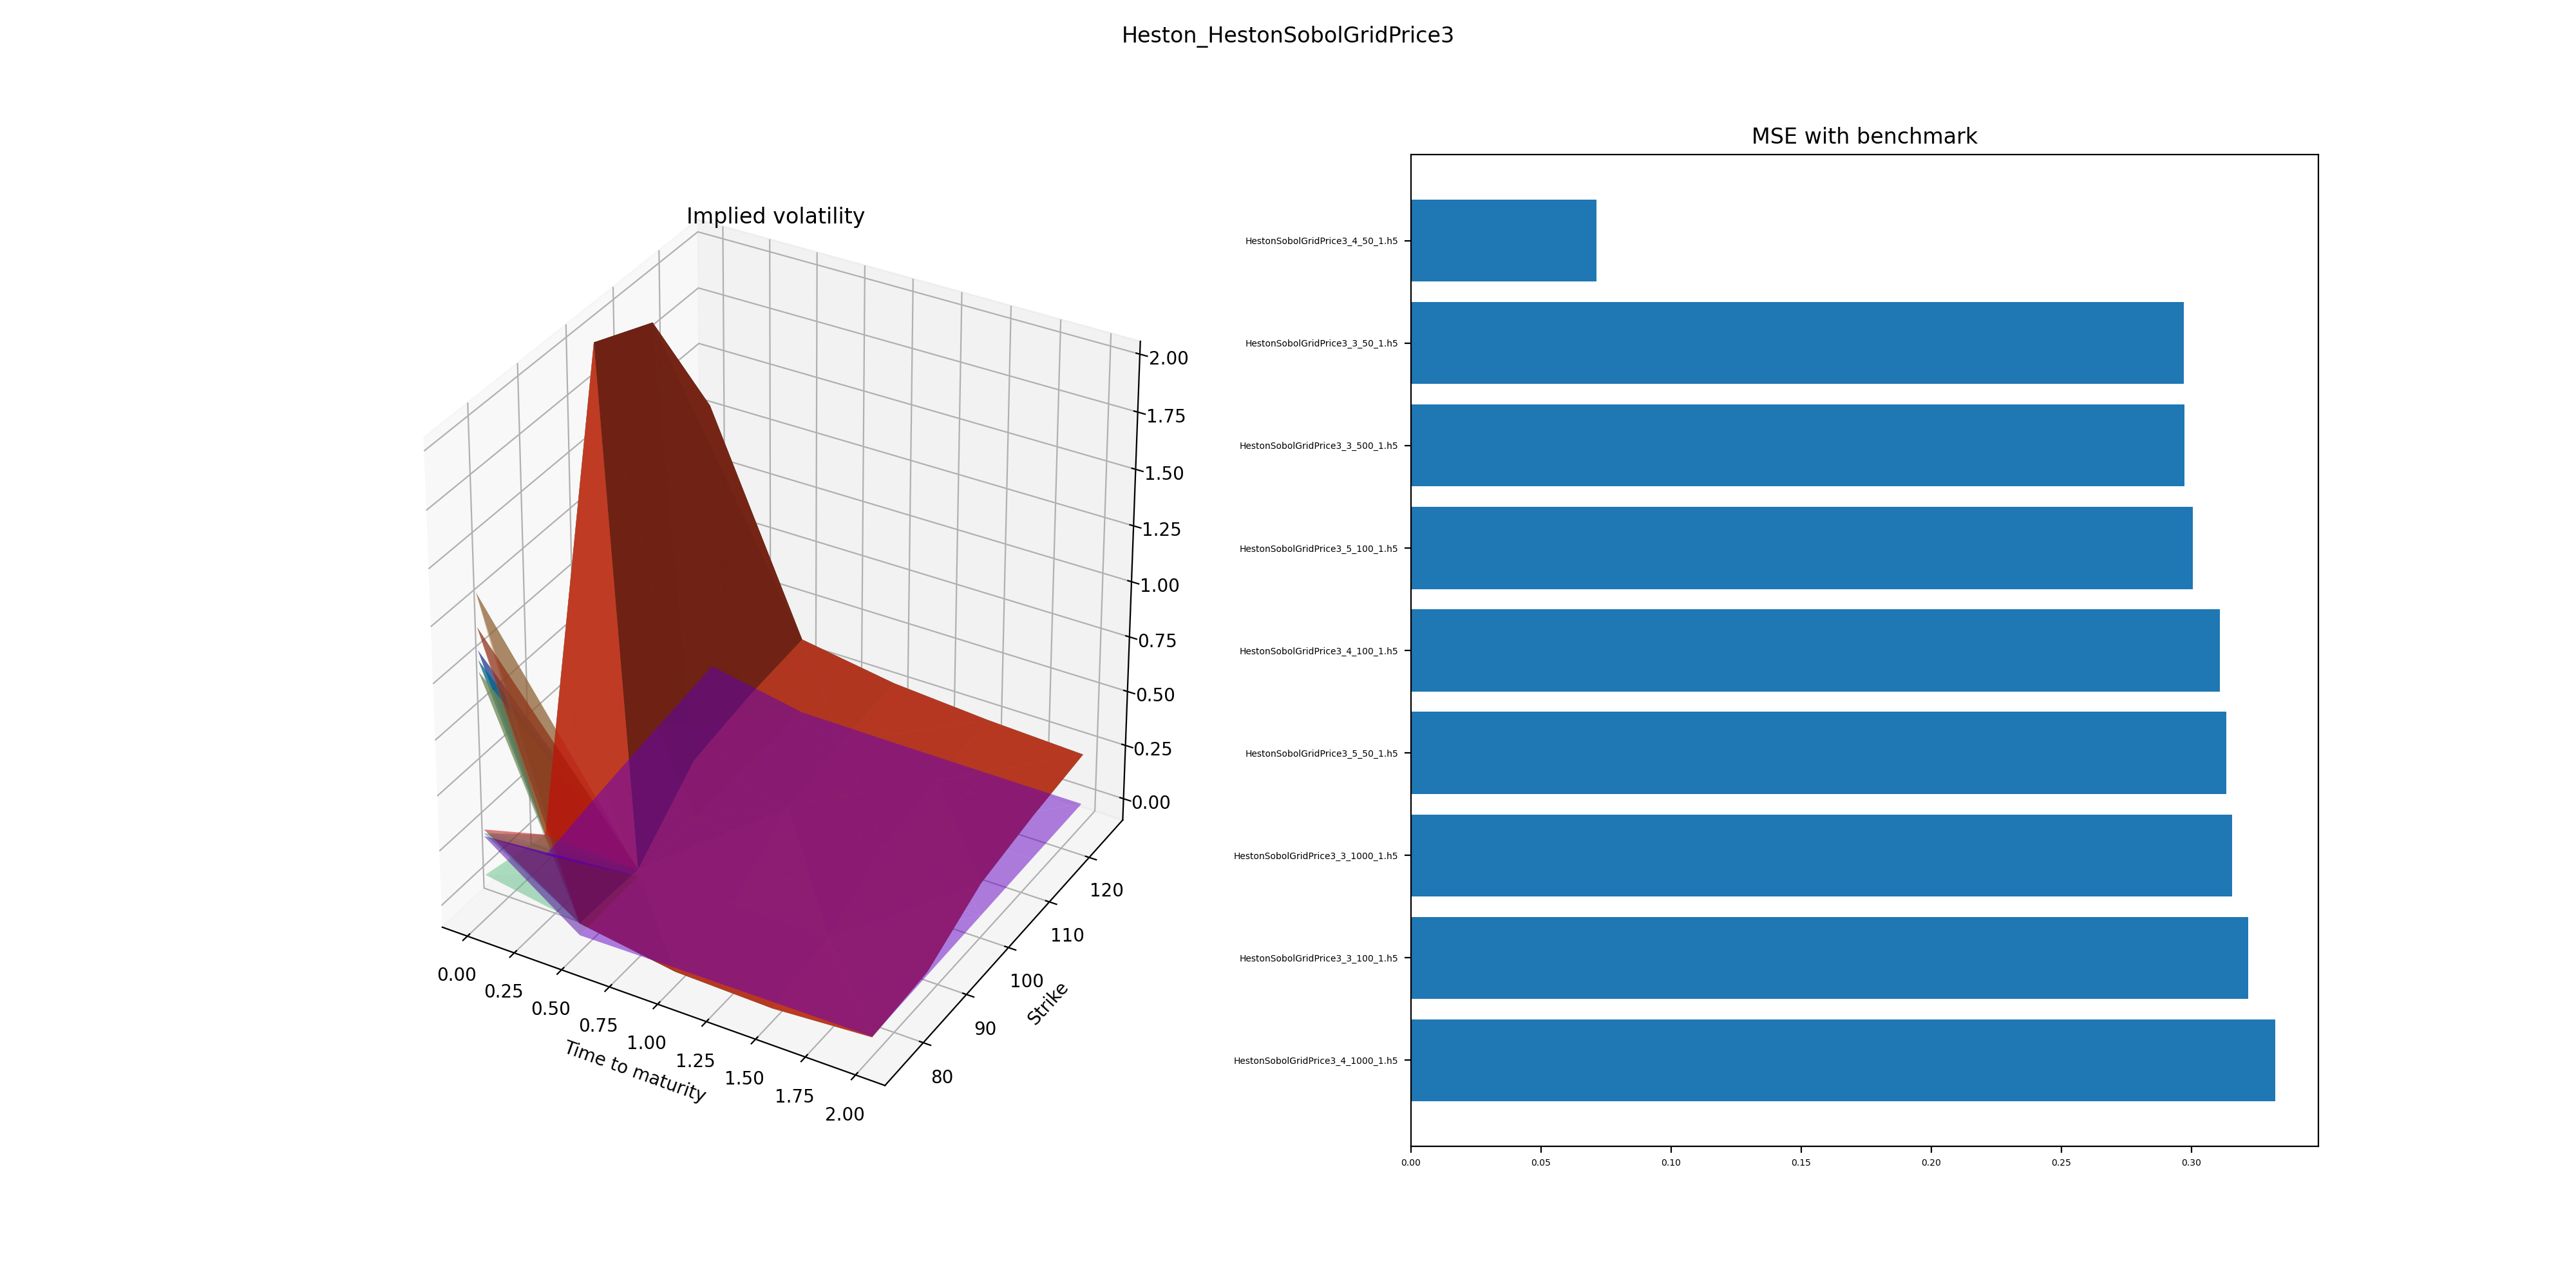 Heston_HestonSobolGridPrice3
Implied volatility
2.00
1.75
1.50
1.25
1.00
0.75
0.50
0.25
0.00
120
110
100
90
80
Strike
0.00
0.25
0.50
0.75
1.00
1.25
1.50
1.75
2.00
Time to maturity
MSE with benchmark
HestonSobolGridPrice3_4_50_1.h5
HestonSobolGridPrice3_3_50_1.h5
HestonSobolGridPrice3_3_500_1.h5
HestonSobolGridPrice3_5_100_1.h5
HestonSobolGridPrice3_4_100_1.h5
HestonSobolGridPrice3_5_50_1.h5
HestonSobolGridPrice3_3_1000_1.h5
HestonSobolGridPrice3_3_100_1.h5
HestonSobolGridPrice3_4_1000_1.h5
0.00 0.05 0.10 0.15 0.20 0.25 0.30